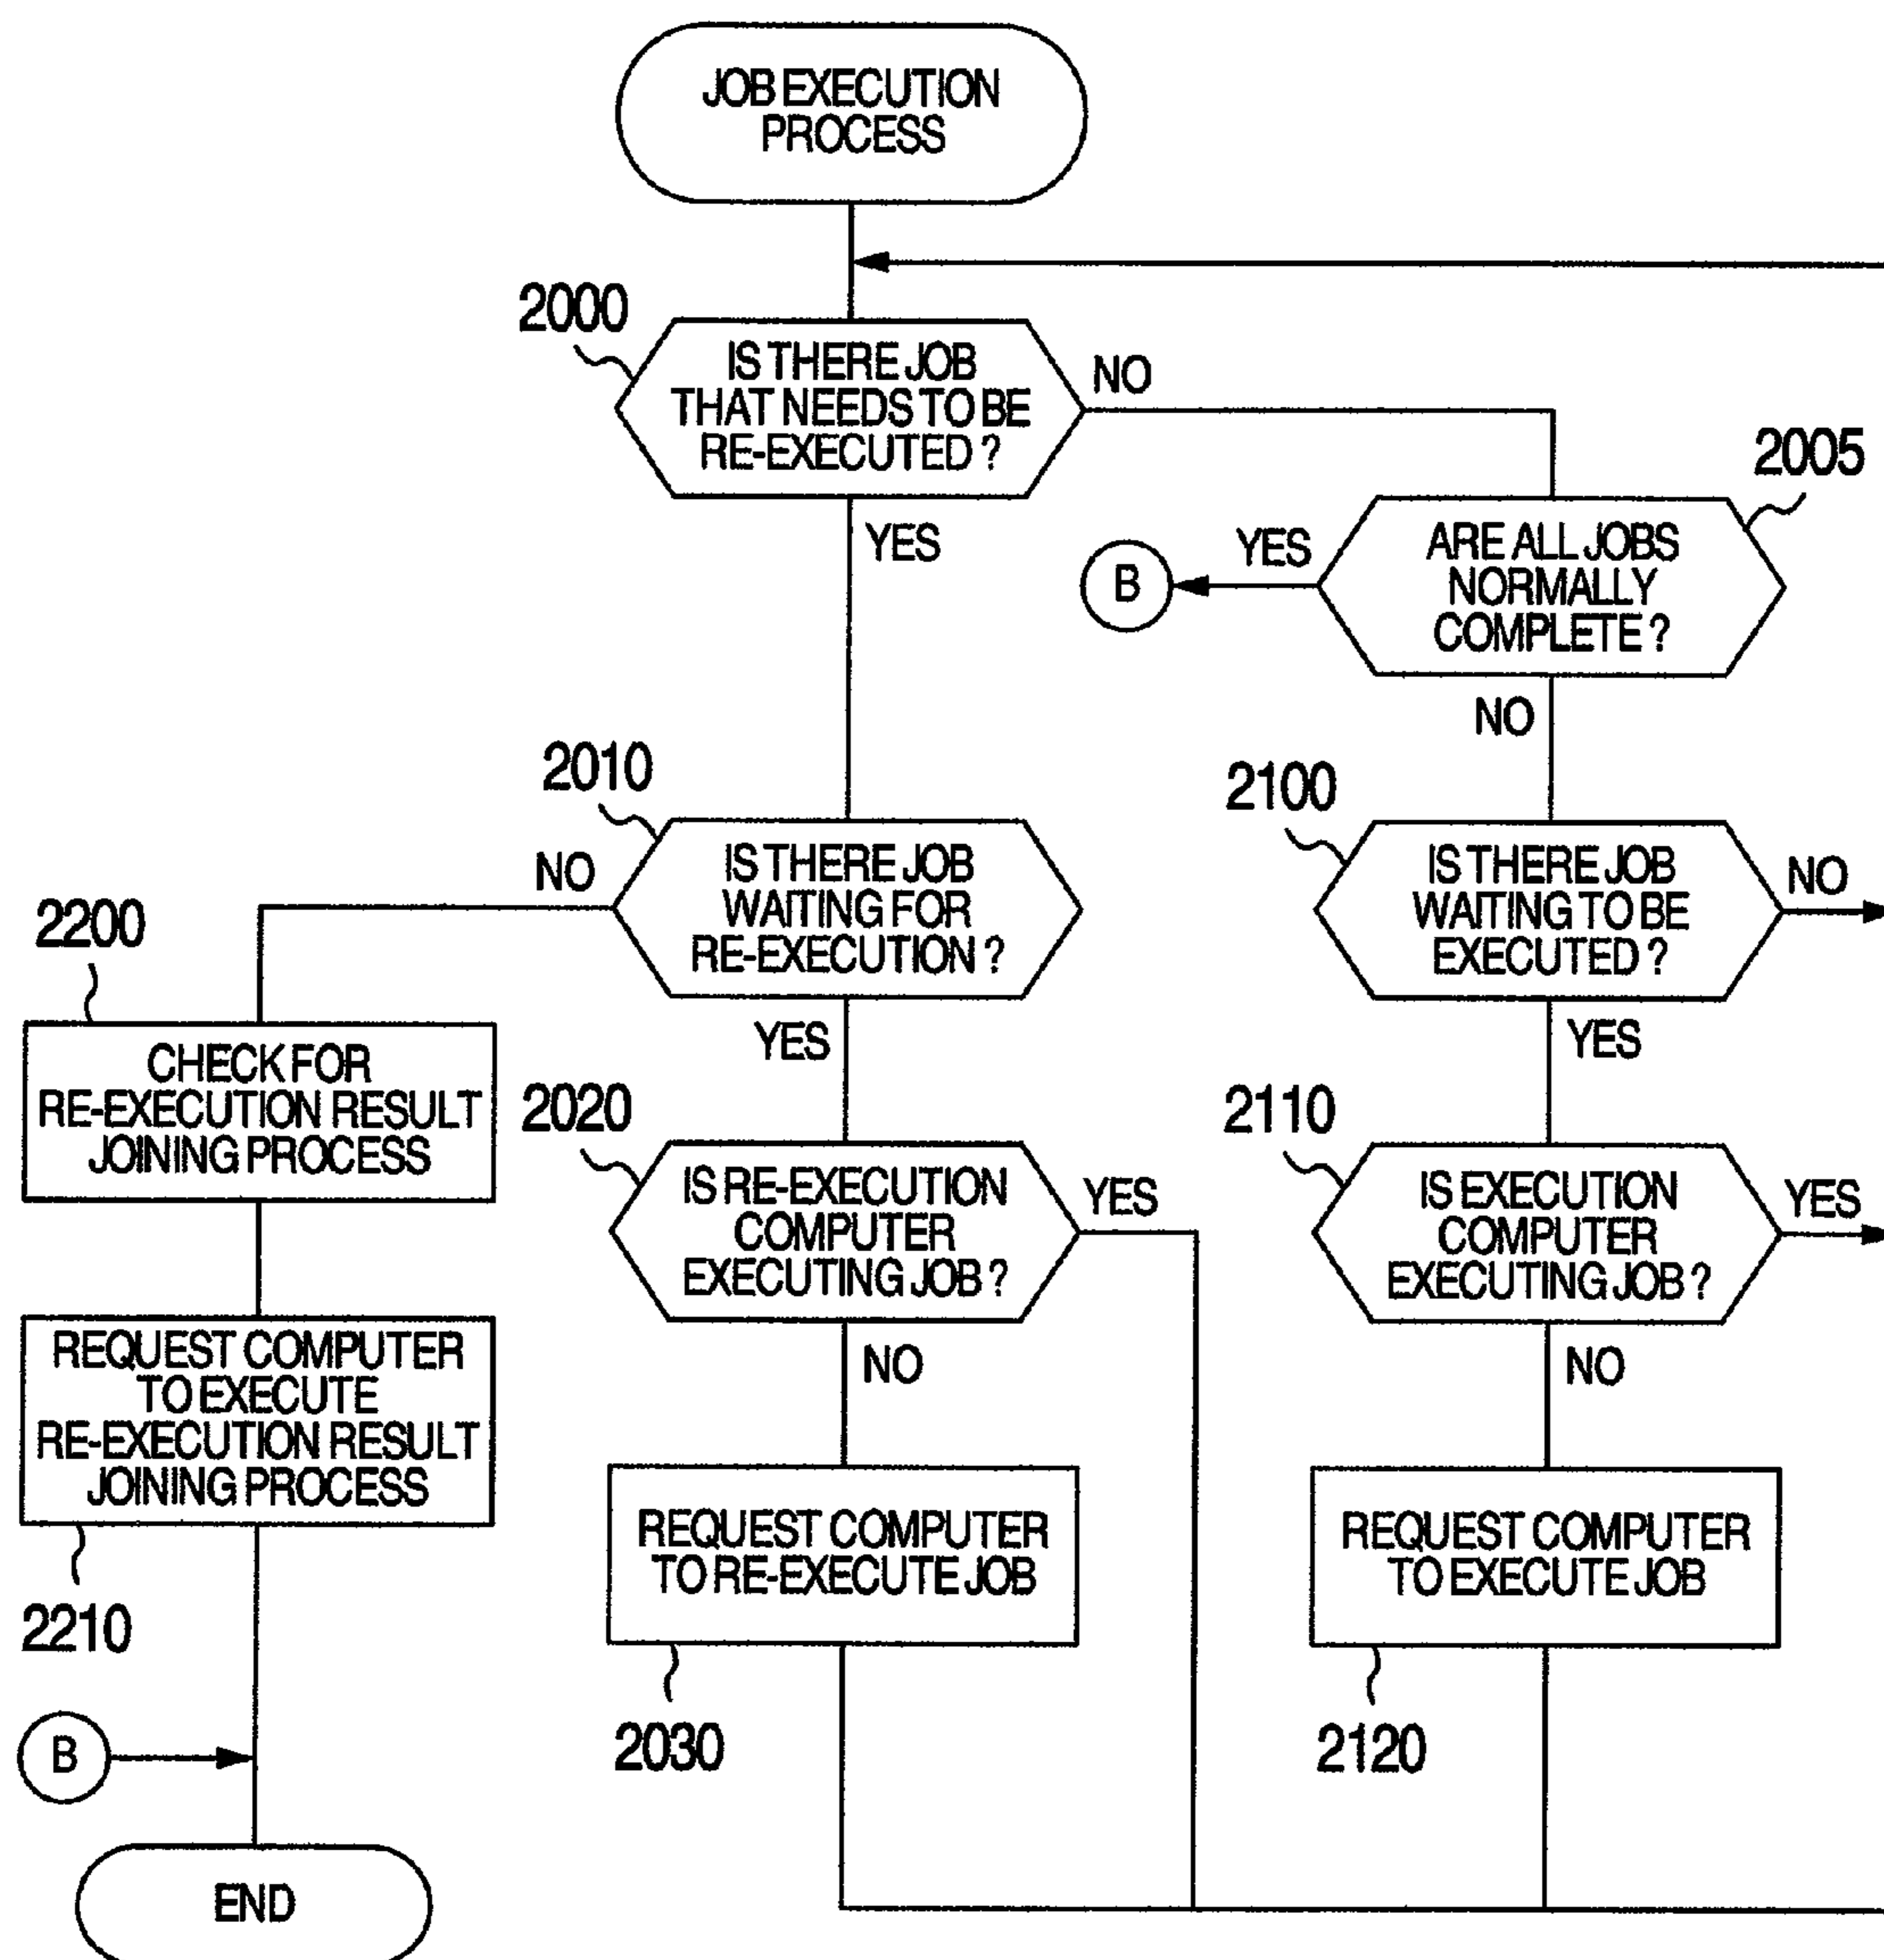 JOB EXECUTION
PROCESS
2000
IS THERE JOB
THAT NEEDS TO BE
RE-EXECUTED ?
NO
YES
2005
ARE ALL JOBS
NORMALLY
COMPLETE ?
YES
B
NO
2010
IS THERE JOB
WAITING FOR
RE-EXECUTION ?
NO
YES
2100
IS THERE JOB
WAITING TO BE
EXECUTED ?
NO
YES
2200
CHECK FOR
RE-EXECUTION RESULT
JOINING PROCESS
2020
IS RE-EXECUTION
COMPUTER
EXECUTING JOB ?
YES
NO
2110
IS EXECUTION
COMPUTER
EXECUTING JOB ?
YES
NO
REQUEST COMPUTER
TO EXECUTE
RE-EXECUTION RESULT
JOINING PROCESS
2210
REQUEST COMPUTER
TO RE-EXECUTE JOB
2030
REQUEST COMPUTER
TO EXECUTE JOB
2120
B
END